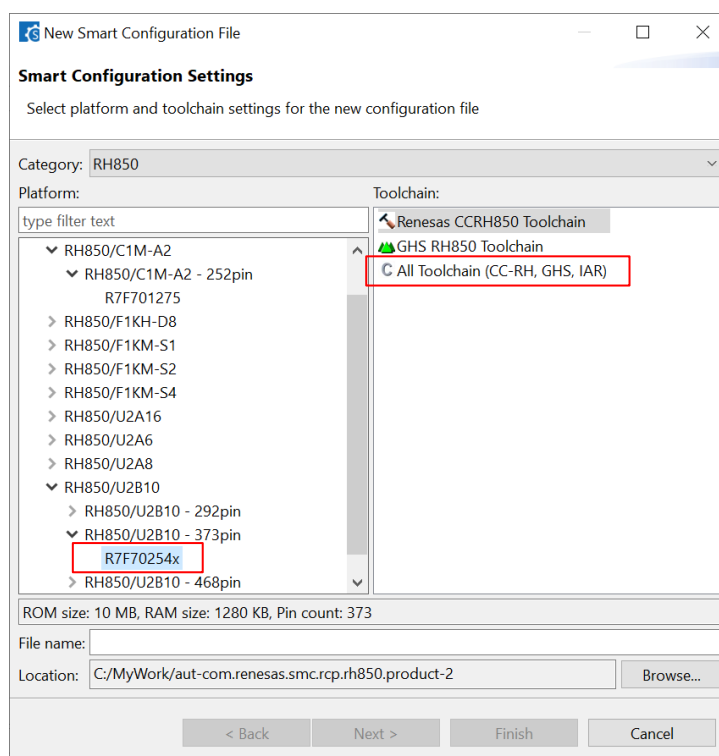 New Smart Configuration File
Smart Configuration Settings
Select platform and toolchain settings for the new configuration file
Category: RH850
Platform:
type filter text
RH850/C1M-A2
RH850/C1M-A2 - 252pin
R7F701275
RH850/F1KH-D8
RH850/F1KM-S1
RH850/F1KM-S2
RH850/F1KM-S4
RH850/U2A16
RH850/U2A6
RH850/U2A8
RH850/U2B10
RH850/U2B10 - 292pin
RH850/U2B10 - 373pin
R7F70254x
RH850/U2B10 - 468pin
Toolchain:
Renesas CCRH850 Toolchain
GHS RH850 Toolchain
All Toolchain (CC-RH, GHS, IAR)
ROM size: 10 MB, RAM size: 1280 KB, Pin count: 373
File name:
Location: C:/MyWork/aut-com.renesas.smc.rcp.rh850.product-2 Browse...
< Back Next > Finish Cancel